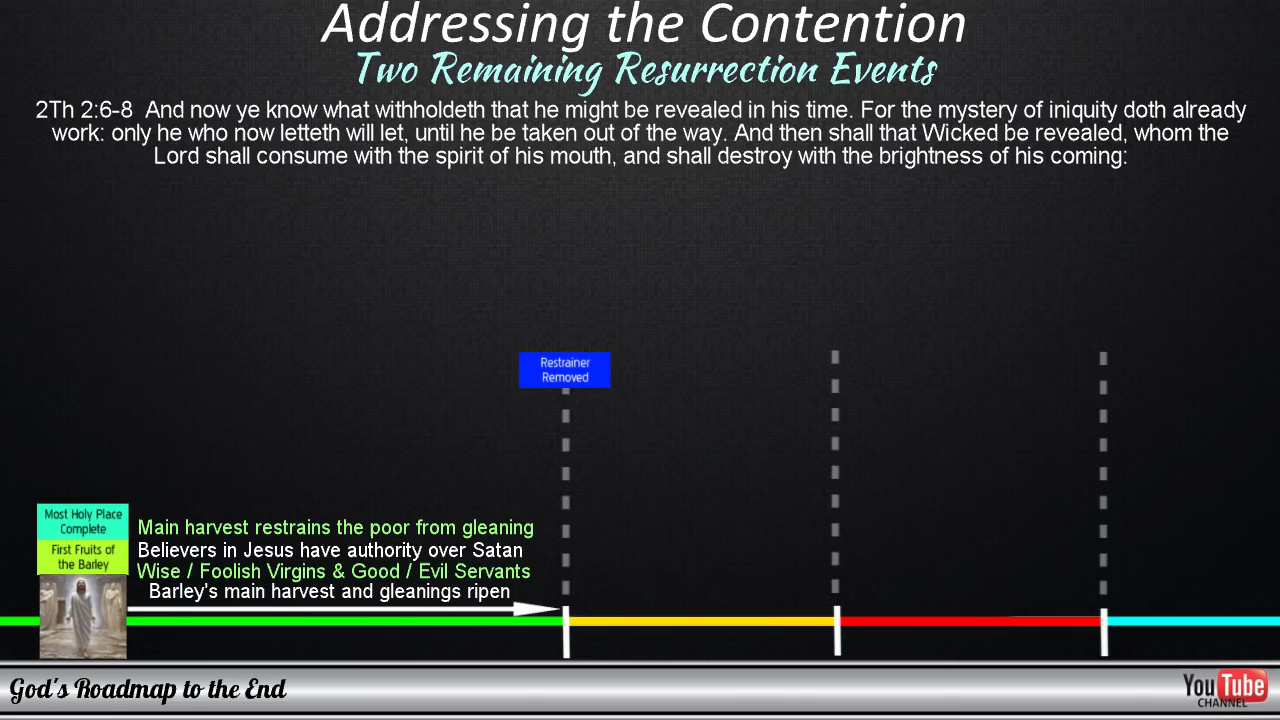 Addressing the Contention
Two Remaining Resurrection Events
2Th 2:6-8  And now ye know what withholdeth that he might be revealed in his time. For the mystery of iniquity doth already
work: only he who now letteth will let, until he be taken out of the way. And then shall that Wicked be revealed, whom the
Lord shall consume with the spirit of his mouth, and shall destroy with the brightness of his coming:
Restrainer
Removed
Most Holy Place
Complete
First Fruits of
the Barley
Main harvest restrains the poor from gleaning
Believers in Jesus have authority over Satan
Wise / Foolish Virgins & Good / Evil Servants
Barley's main harvest and gleanings ripen
God's Roadmap to the End
YouTube
CHANNEL